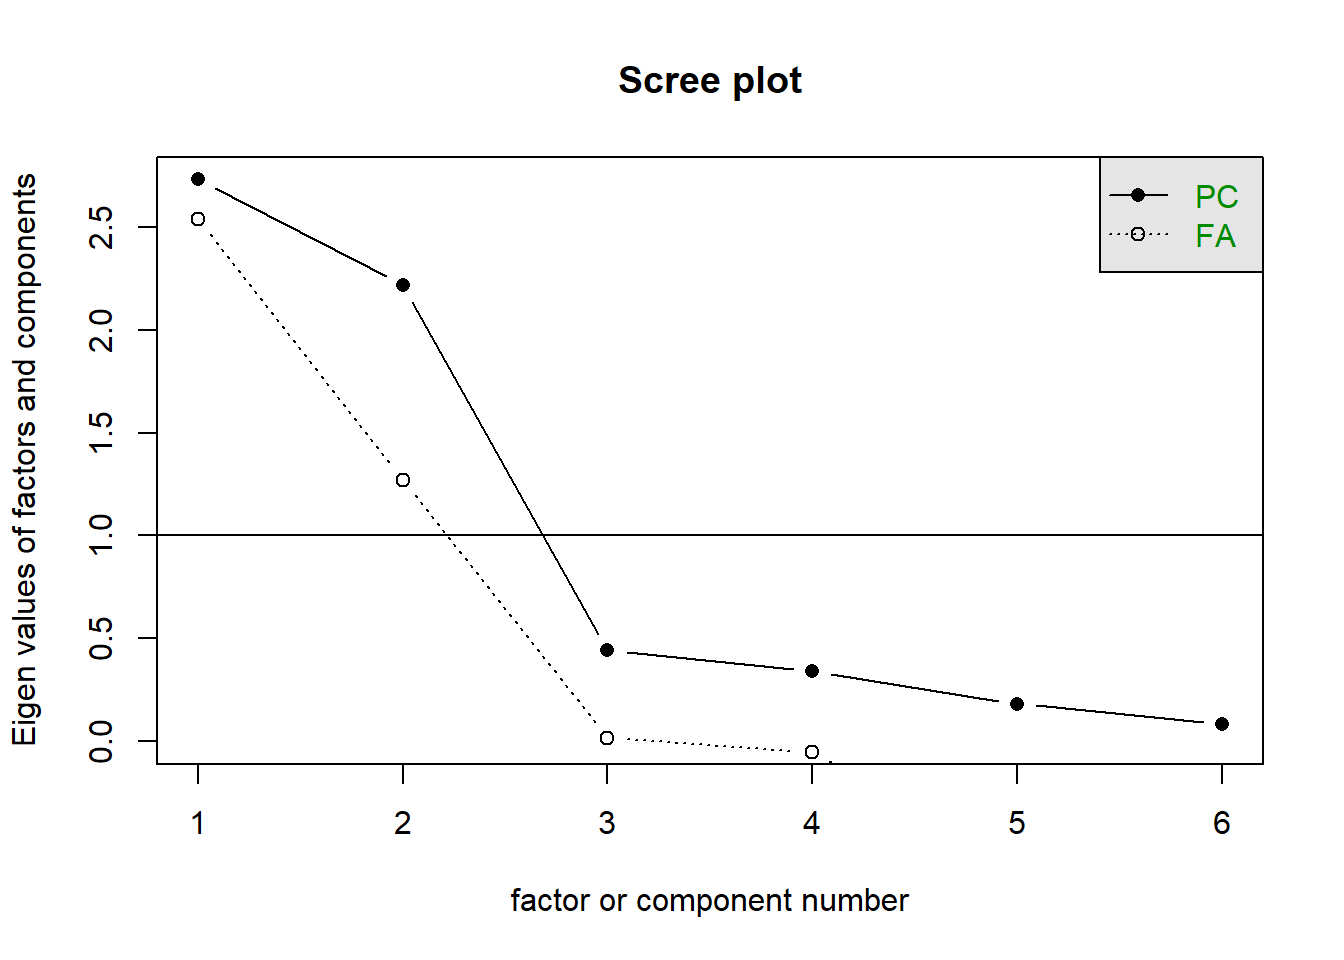 Scree plot
PC
FA
Eigen values of factors and components
2.5
2.0
1.5
1.0
0.5
0.0
1 2 3 4 5 6
factor or component number